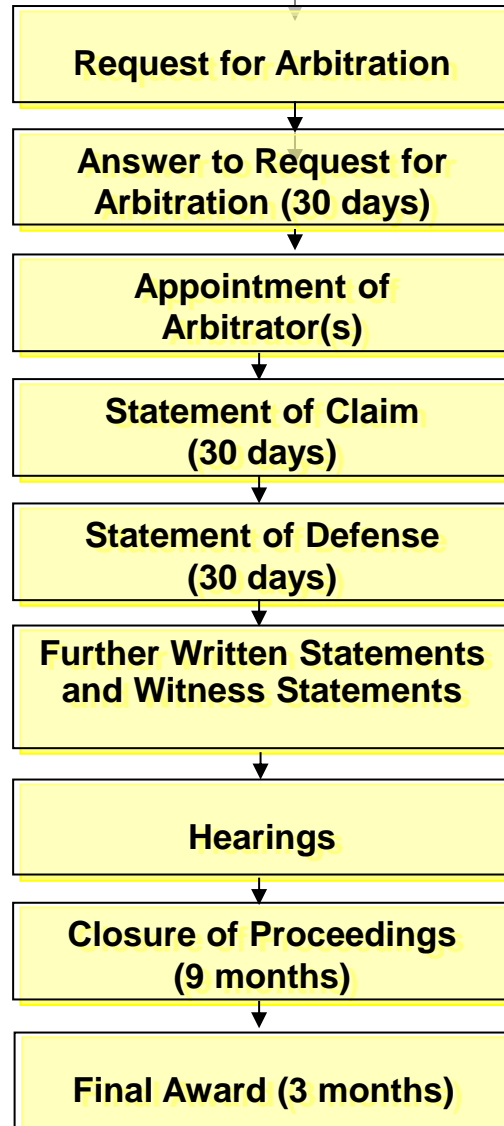 Request for Arbitration
Answer to Request for
Arbitration (30 days)
Appointment of
Arbitrator(s)
Statement of Claim
(30 days)
Statement of Defense
(30 days)
Further Written Statements
and Witness Statements
Hearings
Closure of Proceedings
(9 months)
Final Award (3 months)